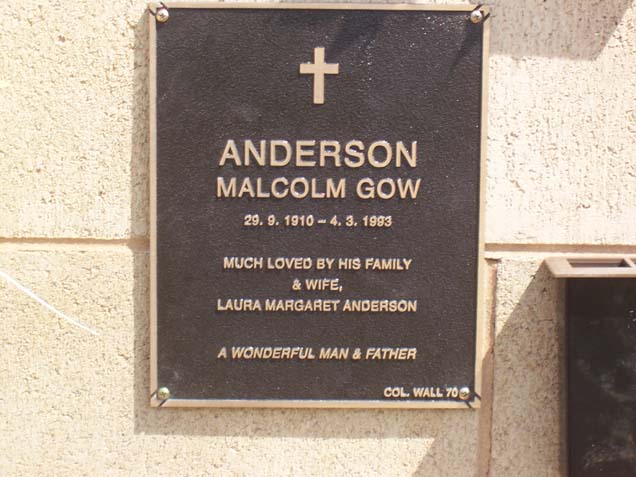 ANDERSON
MALCOLM GOW
29. 9. 1910 – 4. 3. 1993
MUCH LOVED BY HIS FAMILY
& WIFE,
LAURA MARGARET ANDERSON
A WONDERFUL MAN & FATHER
COL. WALL 70